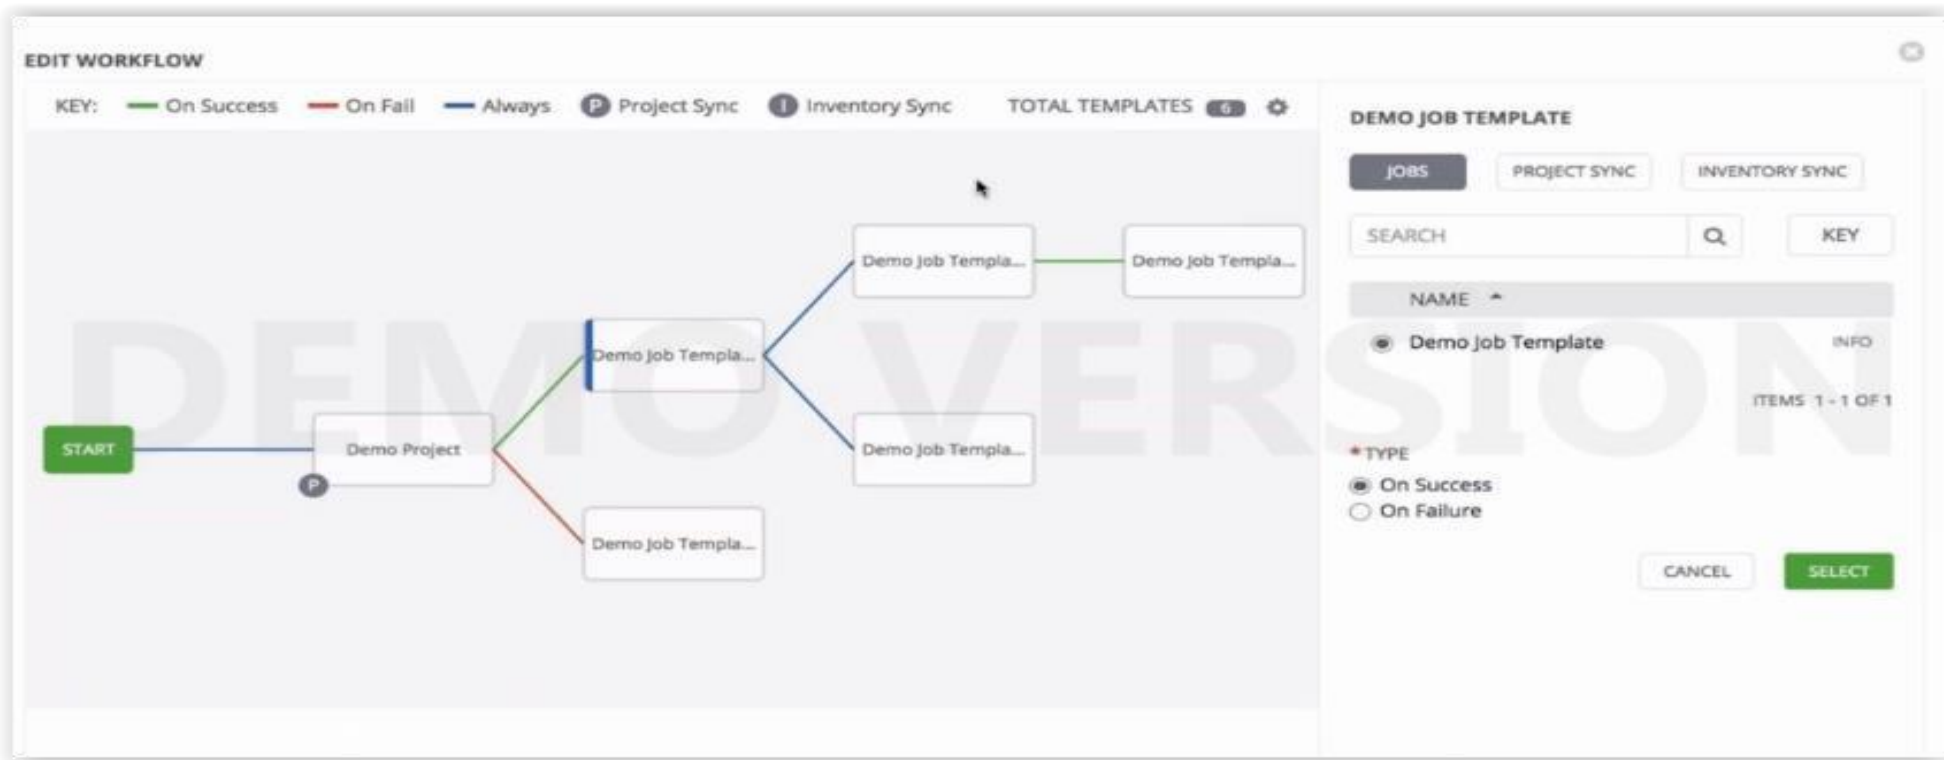 EDIT WORKFLOW
KEY: On Success On Fail Always P Project Sync I Inventory Sync TOTAL TEMPLATES 6
DEMO JOB TEMPLATE
JOBS PROJECT SYNC INVENTORY SYNC
SEARCH KEY
NAME
Demo Job Template INFO
ITEMS 1 - 1 OF 1
* TYPE
On Success
On Failure
CANCEL SELECT
Demo Job Templa... Demo Job Templa...
Demo Job Templa...
START Demo Project Demo Job Templa...
P
Demo Job Templa...
DEMO VERSION